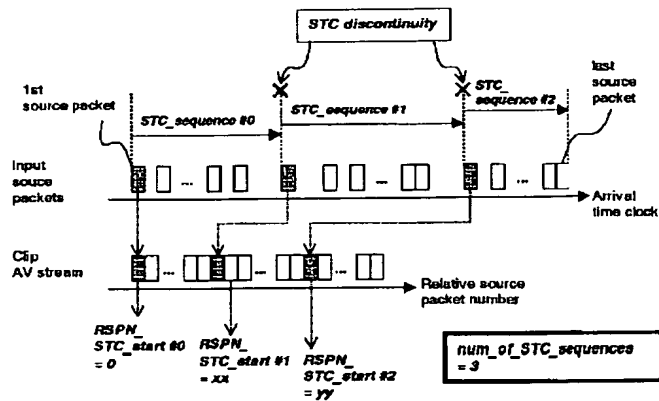 STC discontinuity
1st
source packet
last
source
packet
STC_sequence #0
STC_sequence #1
STC_
sequence #2
Input
source
packets
...
...
...
Arrival
time clock
Clip
AV stream
...
...
...
Relative source
packet number
RSPN_
STC_start #0
= 0
RSPN_
STC_start #1
= xx
RSPN_
STC_start #2
= yy
num_of_STC_sequences
= 3